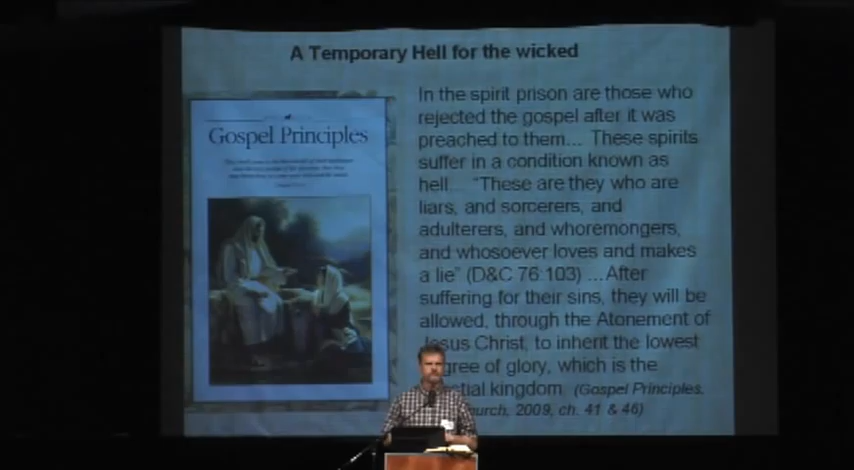 A Temporary Hell for the wicked
Gospel Principles
In the spirit prison are those who
rejected the gospel after it was
preached to them... These spirits
suffer in a condition known as
hell... "These are they who are
liars, and sorcerers, and
adulterers, and whoremongers,
and whosoever loves and makes
a lie" (D&C 76:103) ...After
suffering for their sins, they will be
allowed, through the Atonement of
Jesus Christ, to inherit the lowest
gree of glory, which is the
stial kingdom. (Gospel Principles,
urch, 2009, ch. 41 & 46)